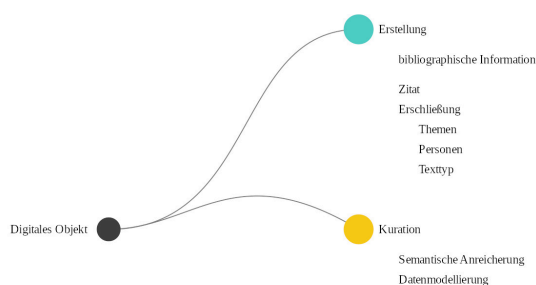 Erstellung
bibliographische Information
Zitat
Erschließung
Themen
Personen
Texttyp
Digitales Objekt
Kuration
Semantische Anreicherung
Datenmodellierung